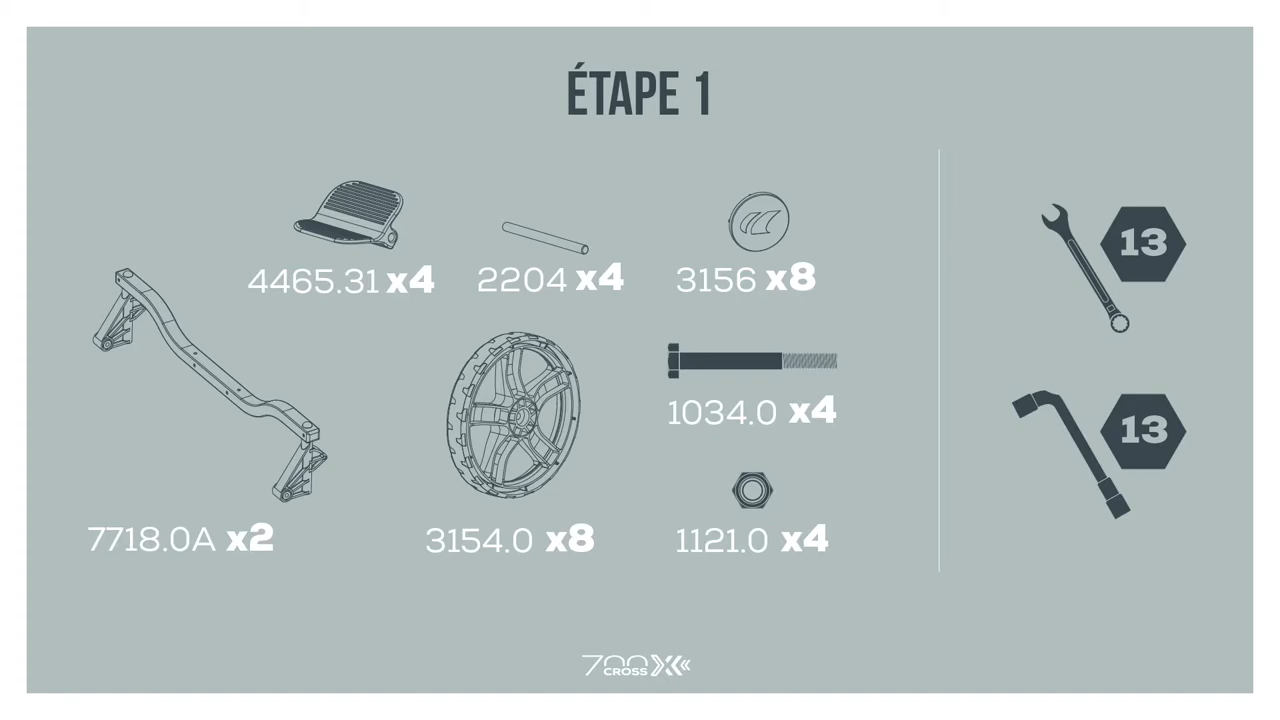 ÉTAPE 1
4465.31 x4
2204 x4
3156 x8
13
1034.0 x4
13
7718.0A x2
3154.0 x8
1121.0 x4
700 CROSS X